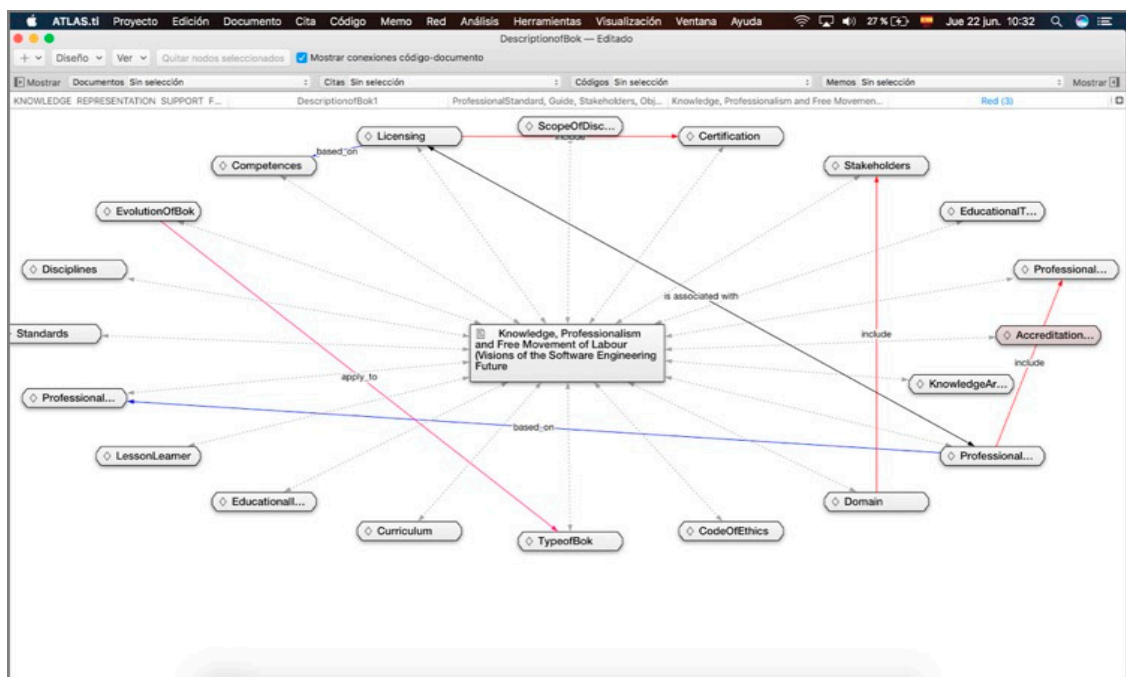 ATLAS.ti Proyecto Edición Documento Cita Código Memo Red Análisis Herramientas Visualización Ventana Ayuda 27 % Jue 22 jun. 10:32
DescriptionofBok — Editado
+ Diseño Ver Quitar nodos seleccionados Mostrar conexiones código-documento
Mostrar Documentos Sin selección Citas Sin selección Códigos Sin selección Memos Sin selección Mostrar
KNOWLEDGE REPRESENTATION SUPPORT F... DescriptionofBok1 ProfessionalStandard, Guide, Stakeholders, Obj... Knowledge, Professionalism and Free Movemen... Red (3)
ScopeOfDisc...
Licensing
include
Certification
based_on
Competences
Stakeholders
EvolutionOfBok
EducationalT...
Disciplines
Professional...
is associated with
Standards
Knowledge, Professionalism
and Free Movement of Labour
(Visions of the Software Engineering
Future
include
Accreditation...
include
apply_to
KnowledgeAr...
Professional...
based_on
LessonLearner
Professional...
Educationall...
Domain
Curriculum
TypeofBok
CodeOfEthics